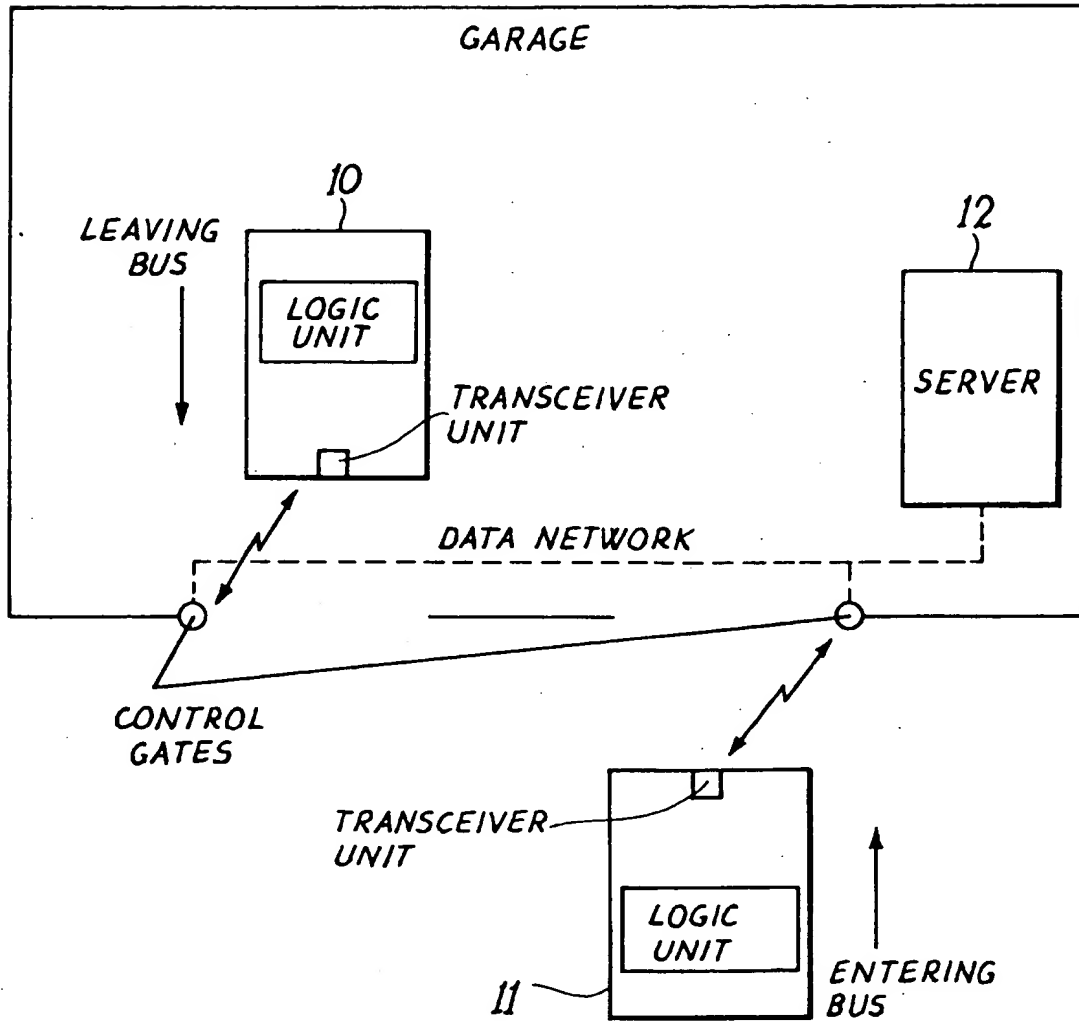 GARAGE
10
LEAVING
BUS
12
LOGIC
UNIT
SERVER
TRANSCEIVER
UNIT
DATA NETWORK
CONTROL
GATES
TRANSCEIVER
UNIT
LOGIC
UNIT
ENTERING
BUS
11